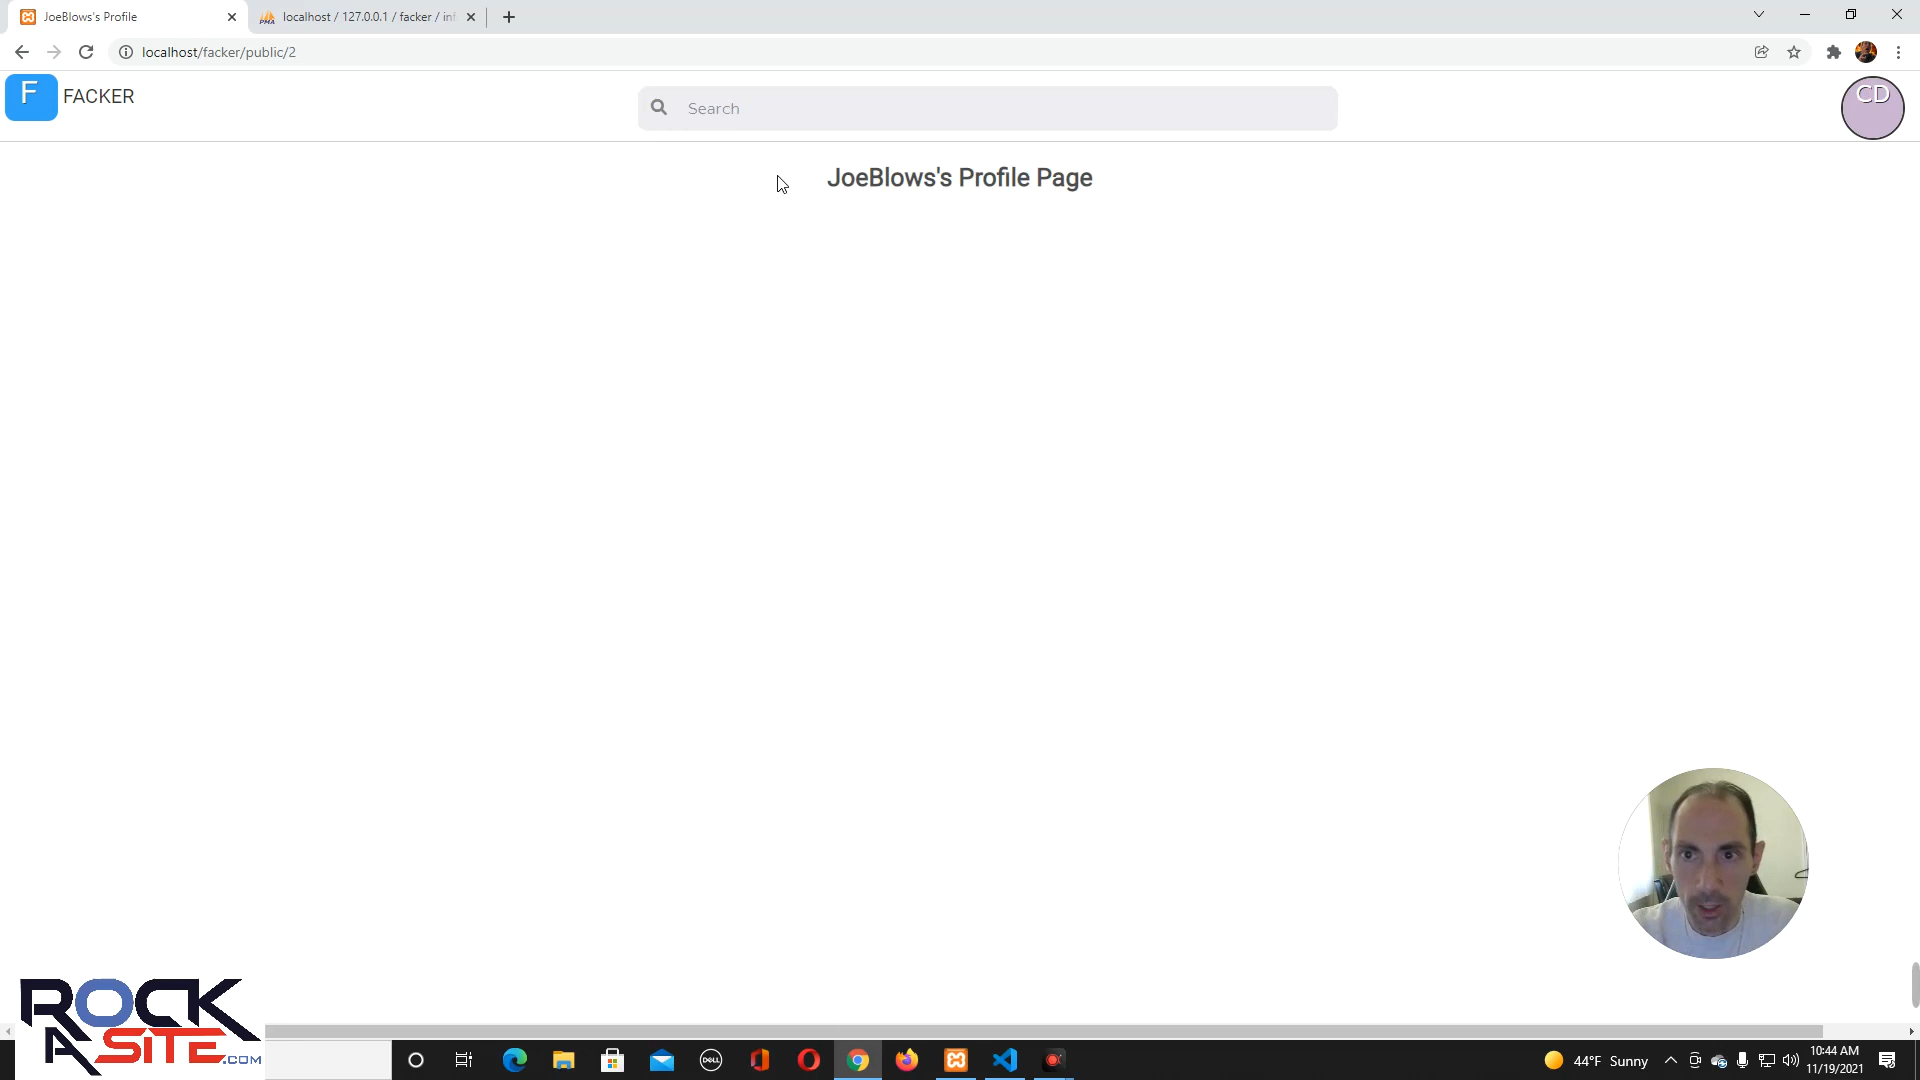 JoeBlows's Profile
localhost / 127.0.0.1 / facker / inf
localhost/facker/public/2
F
FACKER
Search
CD
JoeBlows's Profile Page
ROCK
A SITE.COM
DELL
44°F Sunny
10:44 AM
11/19/2021